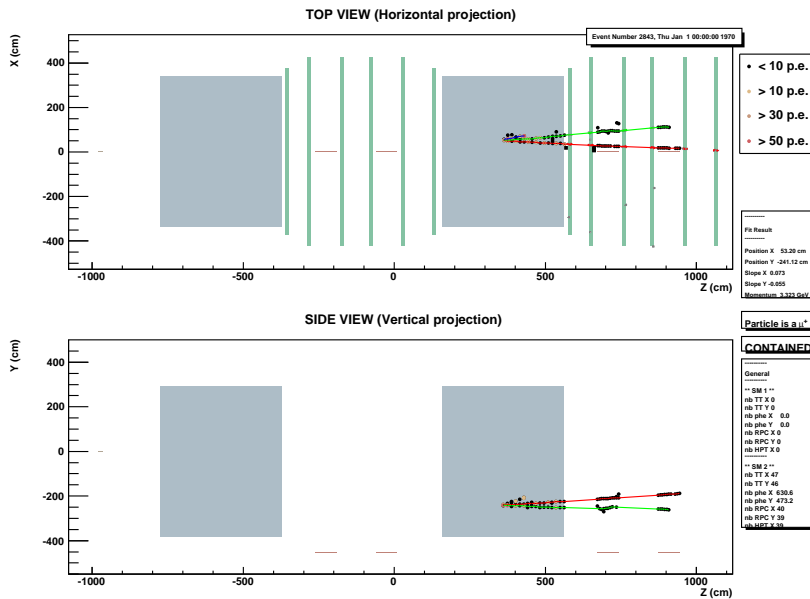 TOP VIEW (Horizontal projection)
Event Number 2843, Thu Jan 1 00:00:00 1970
X (cm)
400
200
0
-200
-400
-1000
-500
0
500
1000
Z (cm)
< 10 p.e.
> 10 p.e.
> 30 p.e.
> 50 p.e.
----------
Fit Result
----------
Position X 53.20 cm
Position Y -241.12 cm
Slope X 0.073
Slope Y -0.055
Momentum 3.323 GeV
SIDE VIEW (Vertical projection)
Particle is a μ+
CONTAINED
----------
General
----------
** SM 1 **
nb TT X 0
nb TT Y 0
nb phe X 0.0
nb phe Y 0.0
nb RPC X 0
nb RPC Y 0
nb HPT X 0
----------
** SM 2 **
nb TT X 47
nb TT Y 46
nb phe X 630.6
nb phe Y 473.2
nb RPC X 40
nb RPC Y 39
nb HPT X 39
Y (cm)
400
200
0
-200
-400
-1000
-500
0
500
1000
Z (cm)